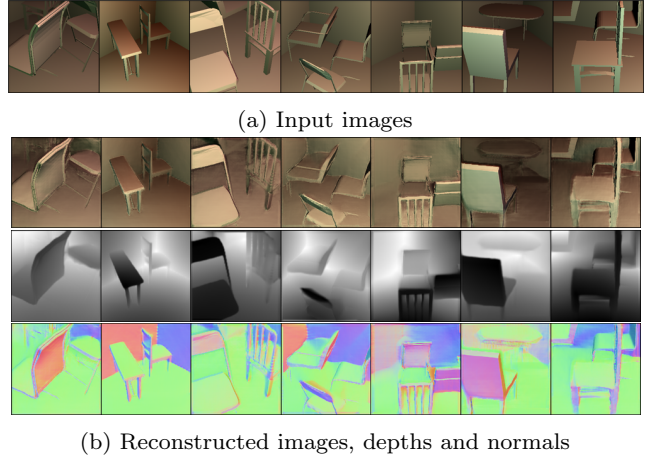 (a) Input images
(b) Reconstructed images, depths and normals